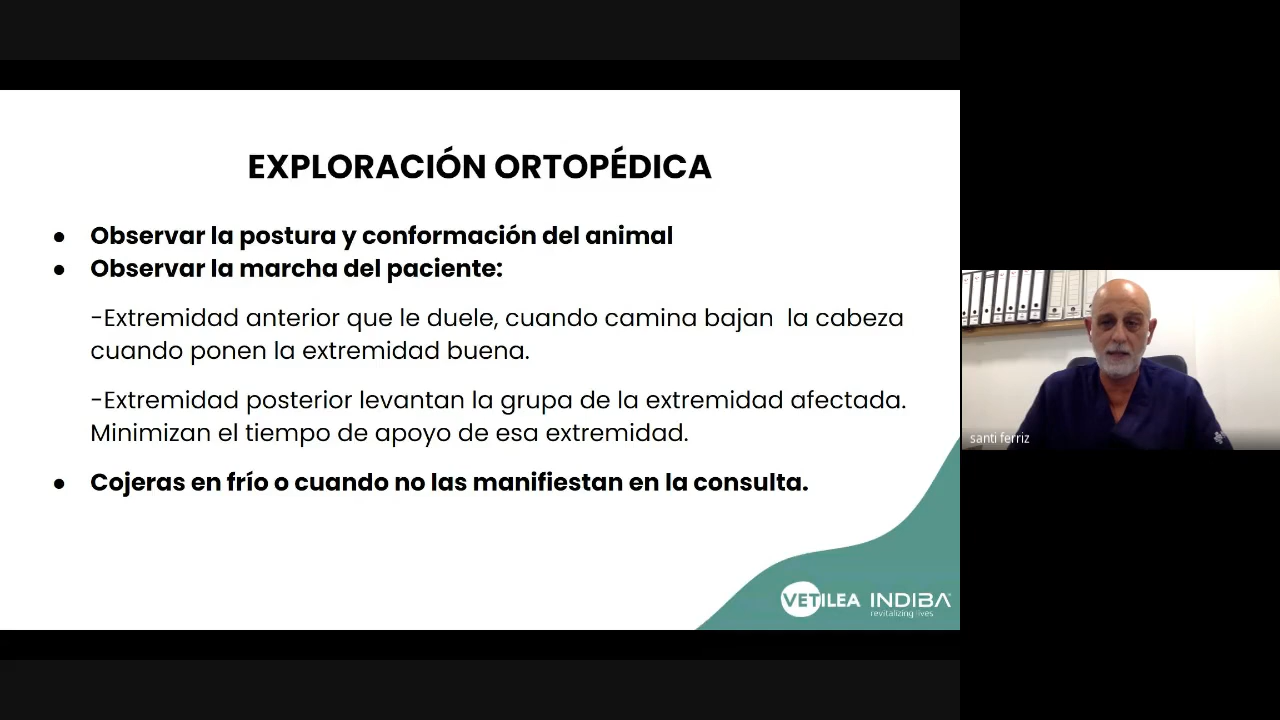 EXPLORACIÓN ORTOPÉDICA
● Observar la postura y conformación del animal
● Observar la marcha del paciente:
-Extremidad anterior que le duele, cuando camina bajan la cabeza
cuando ponen la extremidad buena.
-Extremidad posterior levantan la grupa de la extremidad afectada.
Minimizan el tiempo de apoyo de esa extremidad.
● Cojeras en frío o cuando no las manifiestan en la consulta.
santi ferriz
VETILEA INDIBA®
revitalizing lives